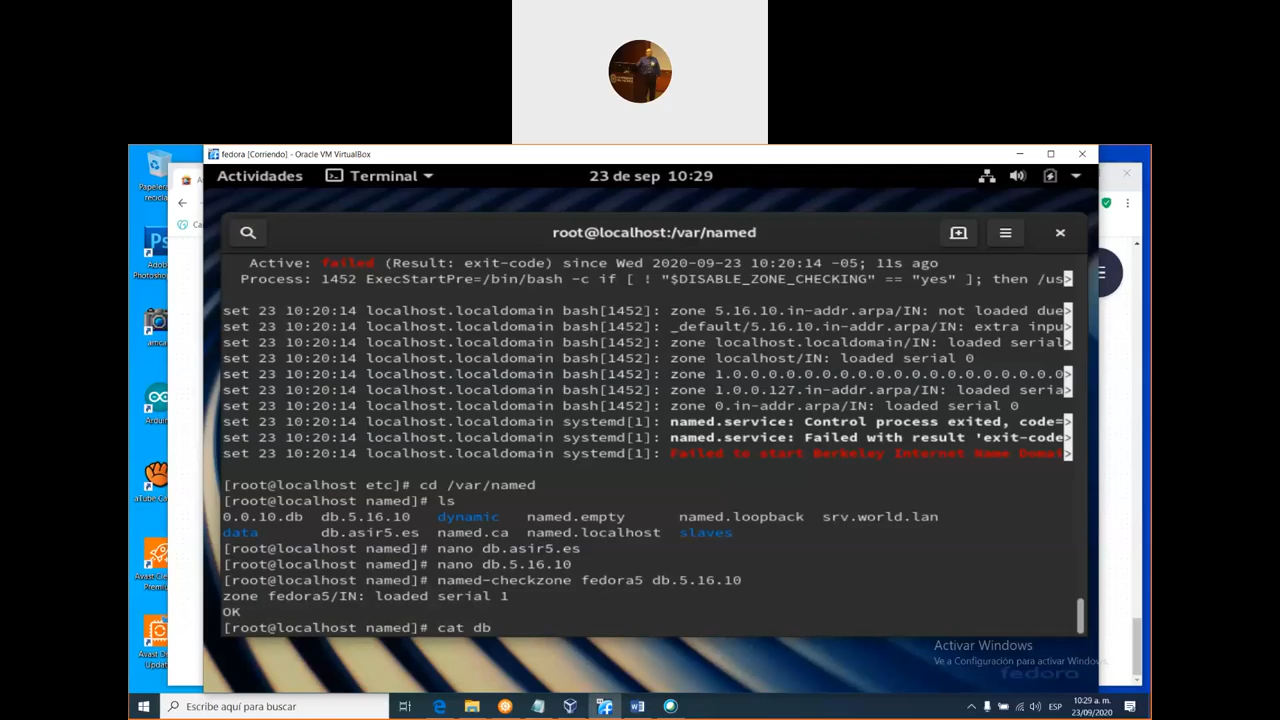 fedora [Corriendo] - Oracle VM VirtualBox
Actividades Terminal 23 de sep 10:29
root@localhost:/var/named
Active: failed (Result: exit-code) since Wed 2020-09-23 10:20:14 -05; 11s ago
Process: 1452 ExecStartPre=/bin/bash -c if [ ! "$DISABLE_ZONE_CHECKING" == "yes" ]; then /us>
set 23 10:20:14 localhost.localdomain bash[1452]: zone 5.16.10.in-addr.arpa/IN: not loaded due>
set 23 10:20:14 localhost.localdomain bash[1452]: _default/5.16.10.in-addr.arpa/IN: extra inpu>
set 23 10:20:14 localhost.localdomain bash[1452]: zone localhost.localdomain/IN: loaded serial>
set 23 10:20:14 localhost.localdomain bash[1452]: zone localhost/IN: loaded serial 0
set 23 10:20:14 localhost.localdomain bash[1452]: zone 1.0.0.0.0.0.0.0.0.0.0.0.0.0.0.0.0.0.0.0>
set 23 10:20:14 localhost.localdomain bash[1452]: zone 1.0.0.127.in-addr.arpa/IN: loaded seria>
set 23 10:20:14 localhost.localdomain bash[1452]: zone 0.in-addr.arpa/IN: loaded serial 0
set 23 10:20:14 localhost.localdomain systemd[1]: named.service: Control process exited, code=>
set 23 10:20:14 localhost.localdomain systemd[1]: named.service: Failed with result 'exit-code>
set 23 10:20:14 localhost.localdomain systemd[1]: Failed to start Berkeley Internet Name Domai>
[root@localhost etc]# cd /var/named
[root@localhost named]# ls
0.0.10.db db.5.16.10 dynamic named.empty named.loopback srv.world.lan
data db.asir5.es named.ca named.localhost slaves
[root@localhost named]# nano db.asir5.es
[root@localhost named]# nano db.5.16.10
[root@localhost named]# named-checkzone fedora5 db.5.16.10
zone fedora5/IN: loaded serial 1
OK
[root@localhost named]# cat db
Activar Windows
Ve a Configuración para activar Windows.
fedora
Papelera
recicla
Adob
Photosho
amca
Arduin
aTube.Ca
Avast Cle
Premi
Avast D
Updat
Escribe aquí para buscar
ESP
10:29 a. m.
23/09/2020